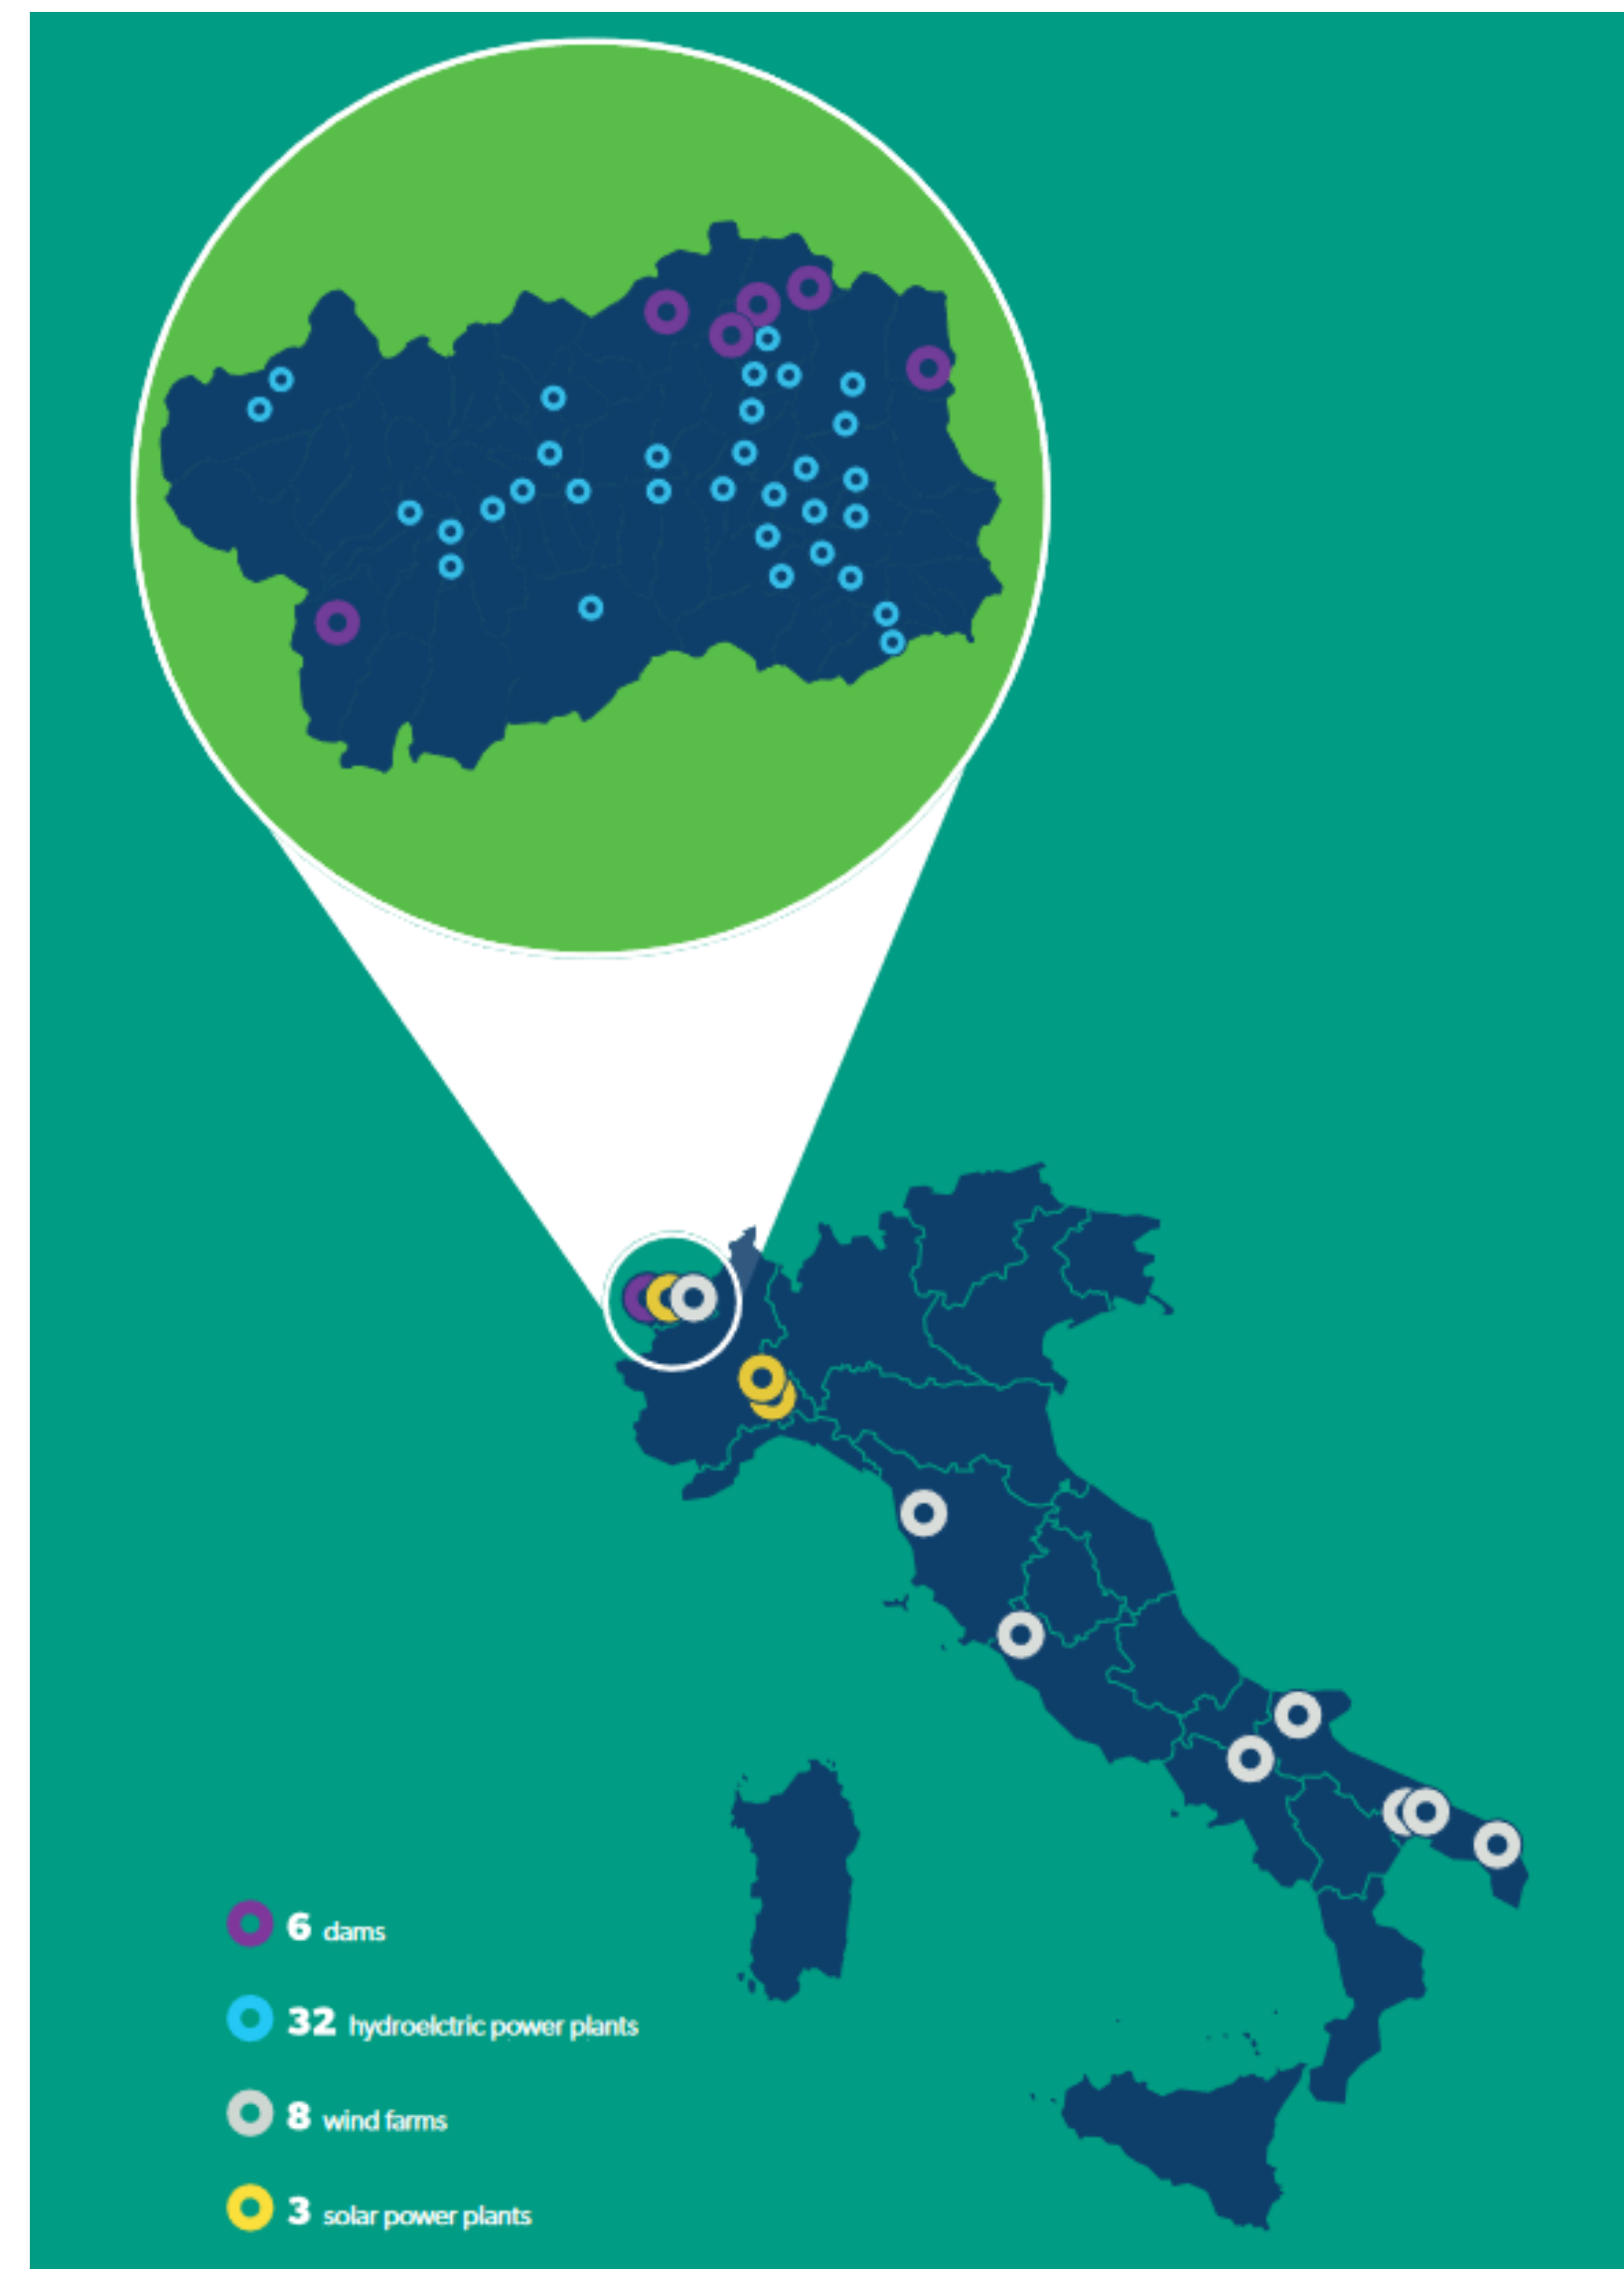 6 dams
32 hydroelctric power plants
8 wind farms
3 solar power plants